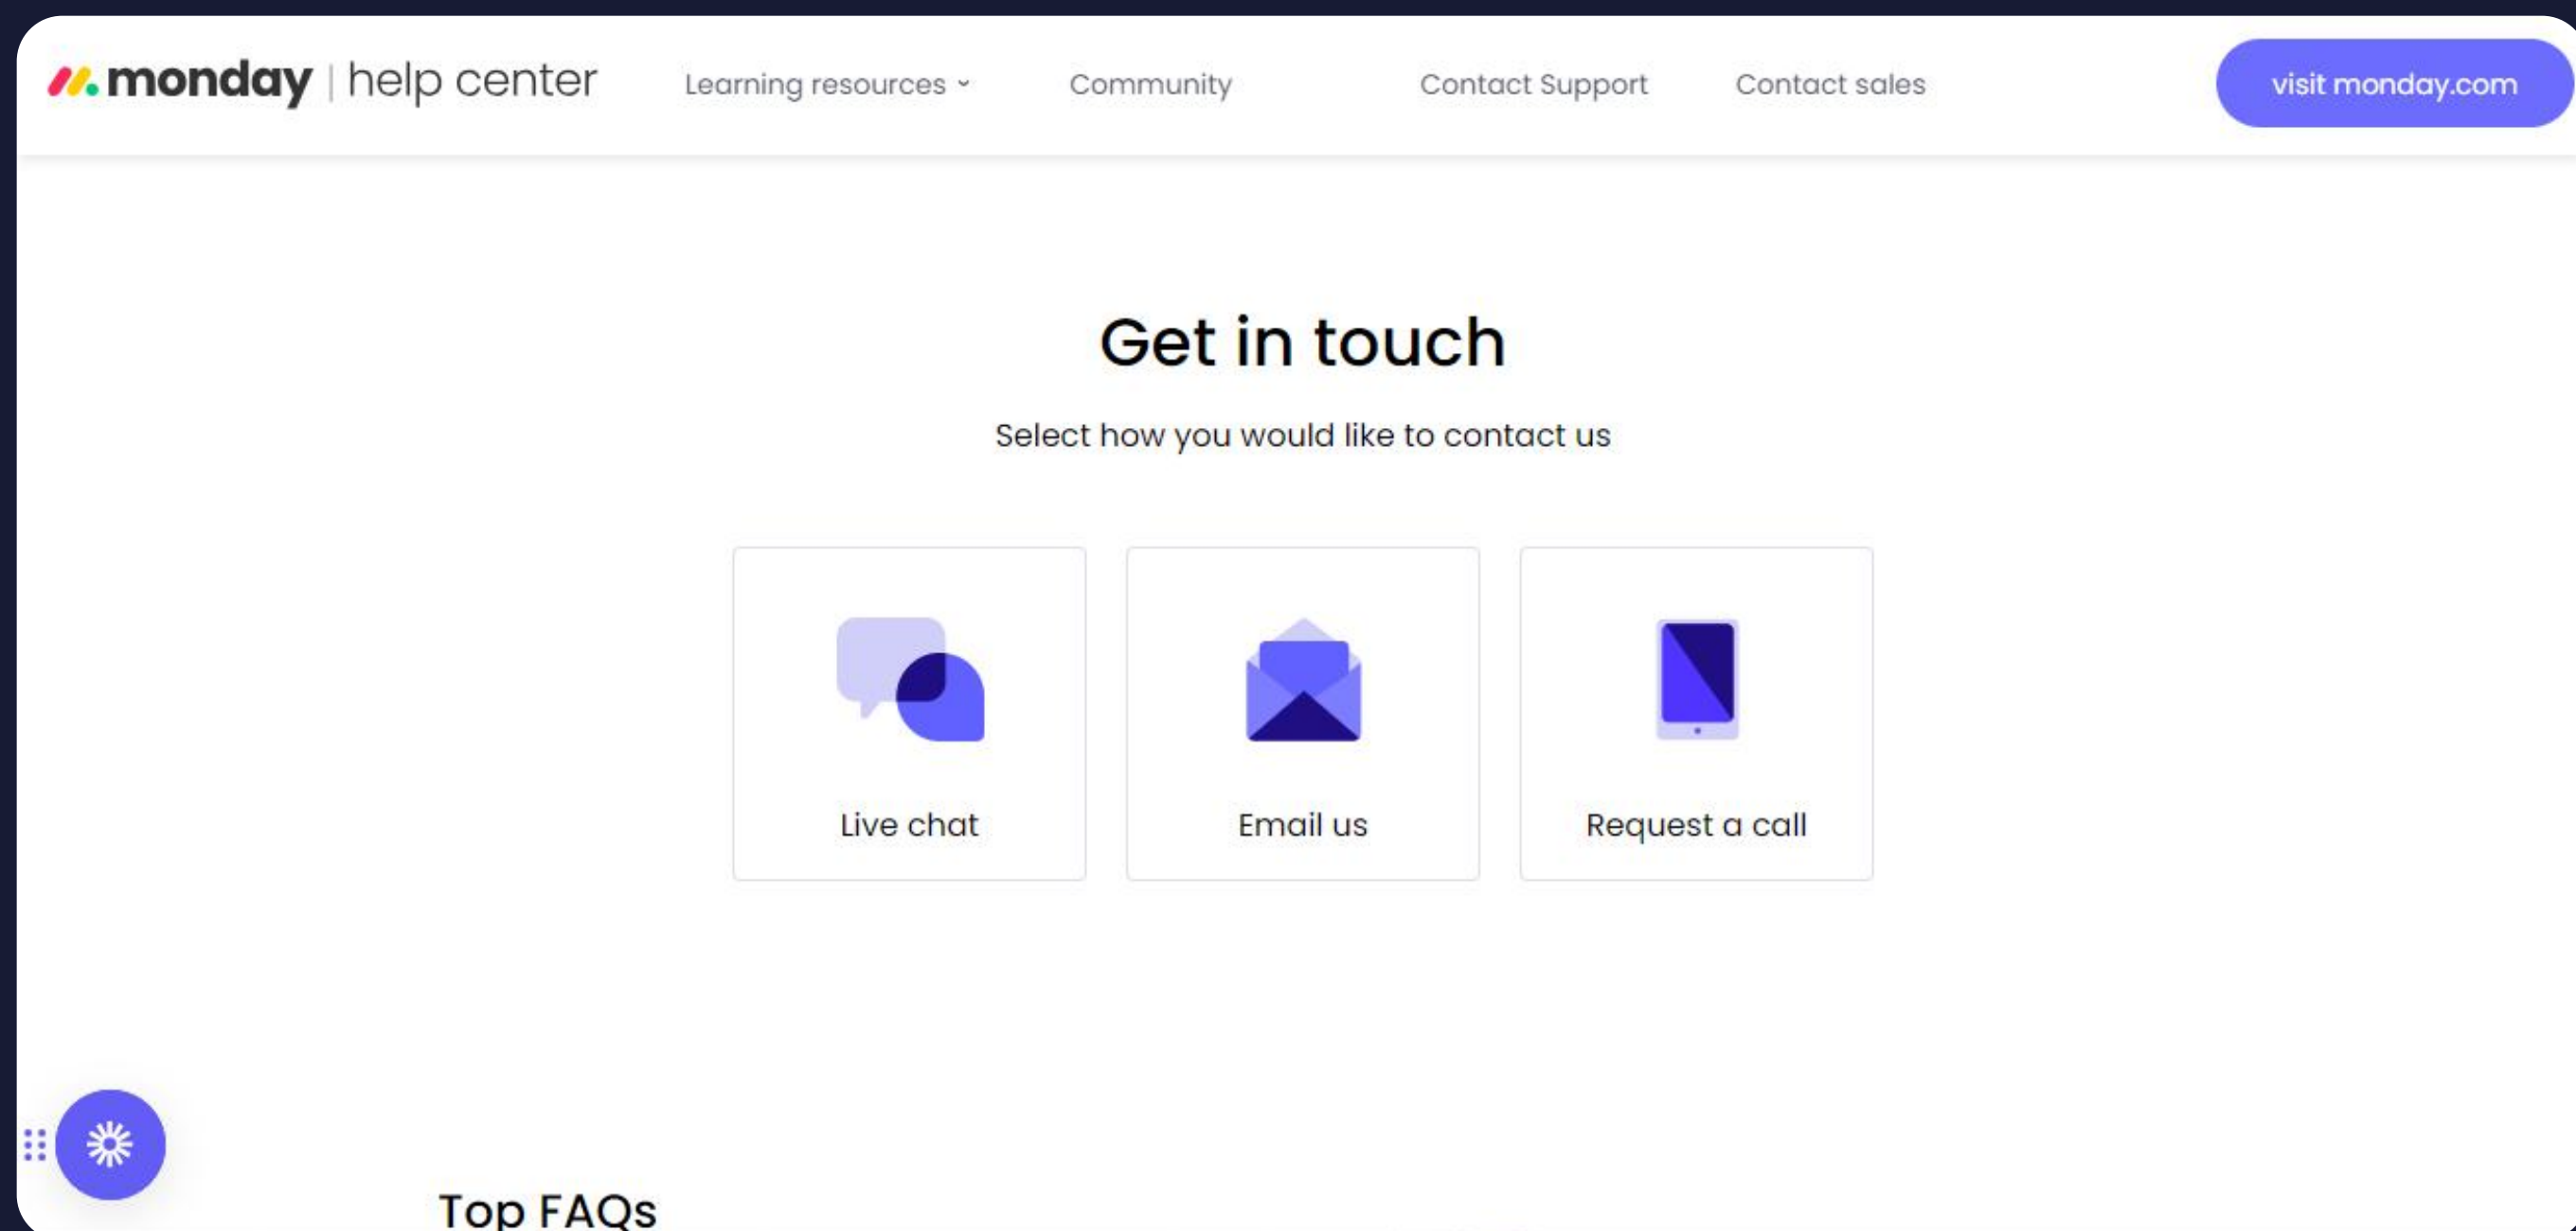 monday | help center
Learning resources
Community
Contact Support
Contact sales
visit monday.com
Get in touch
Select how you would like to contact us
Live chat
Email us
Request a call
Top FAQs